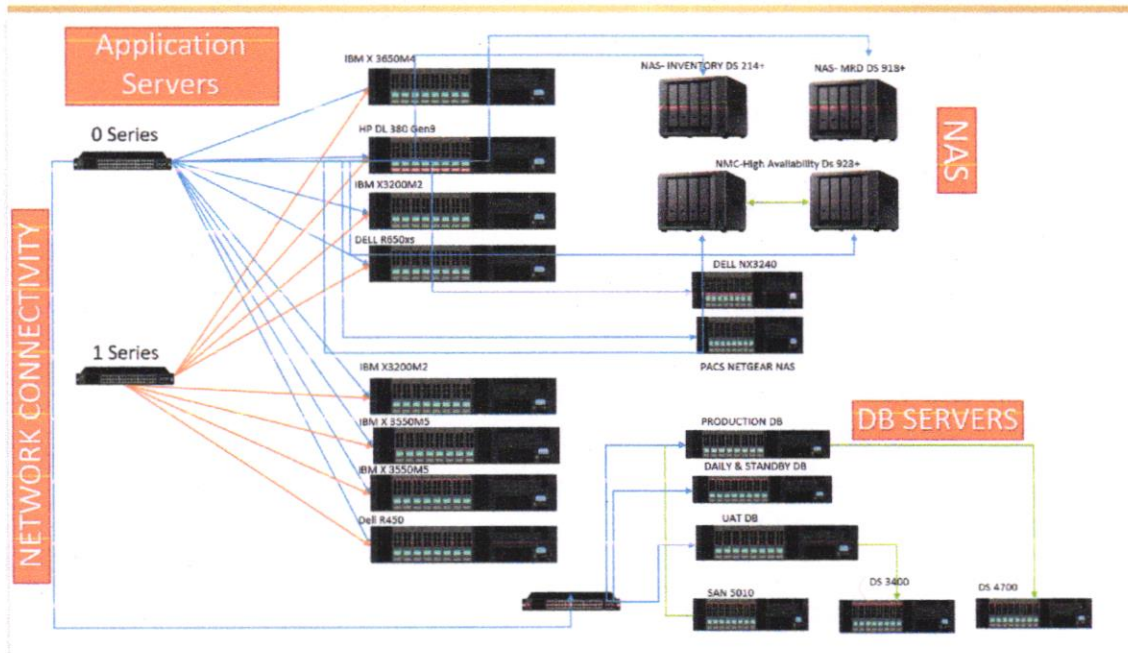 Application
Servers
IBM X 3650M4
NAS- INVENTORY DS 214+
NAS- MRD DS 918+
0 Series
HP DL 380 Gen9
NAS
NMC-High Availability Ds 923+
IBM X3200M2
DELL R650xs
DELL NX3240
NETWORK CONNECTIVITY
1 Series
IBM X3200M2
PACS NETGEAR NAS
IBM X 3550M5
PRODUCTION DB
DB SERVERS
DAILY & STANDBY DB
IBM X 3550M5
Dell R450
UAT DB
SAN 5010
DS 3400
DS 4700